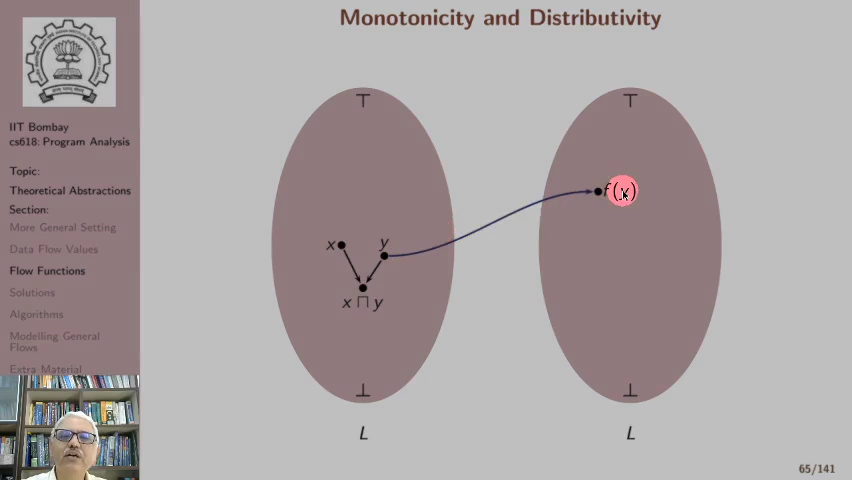 Monotonicity and Distributivity
IIT Bombay
cs618: Program Analysis
Topic:
Theoretical Abstractions
Section:
More General Setting
Data Flow Values
Flow Functions
Solutions
Algorithms
Modelling General
Flows
Extra Material
⊤
x
y
x ⊓ y
⊥
L
⊤
f(y)
⊥
L
65/141